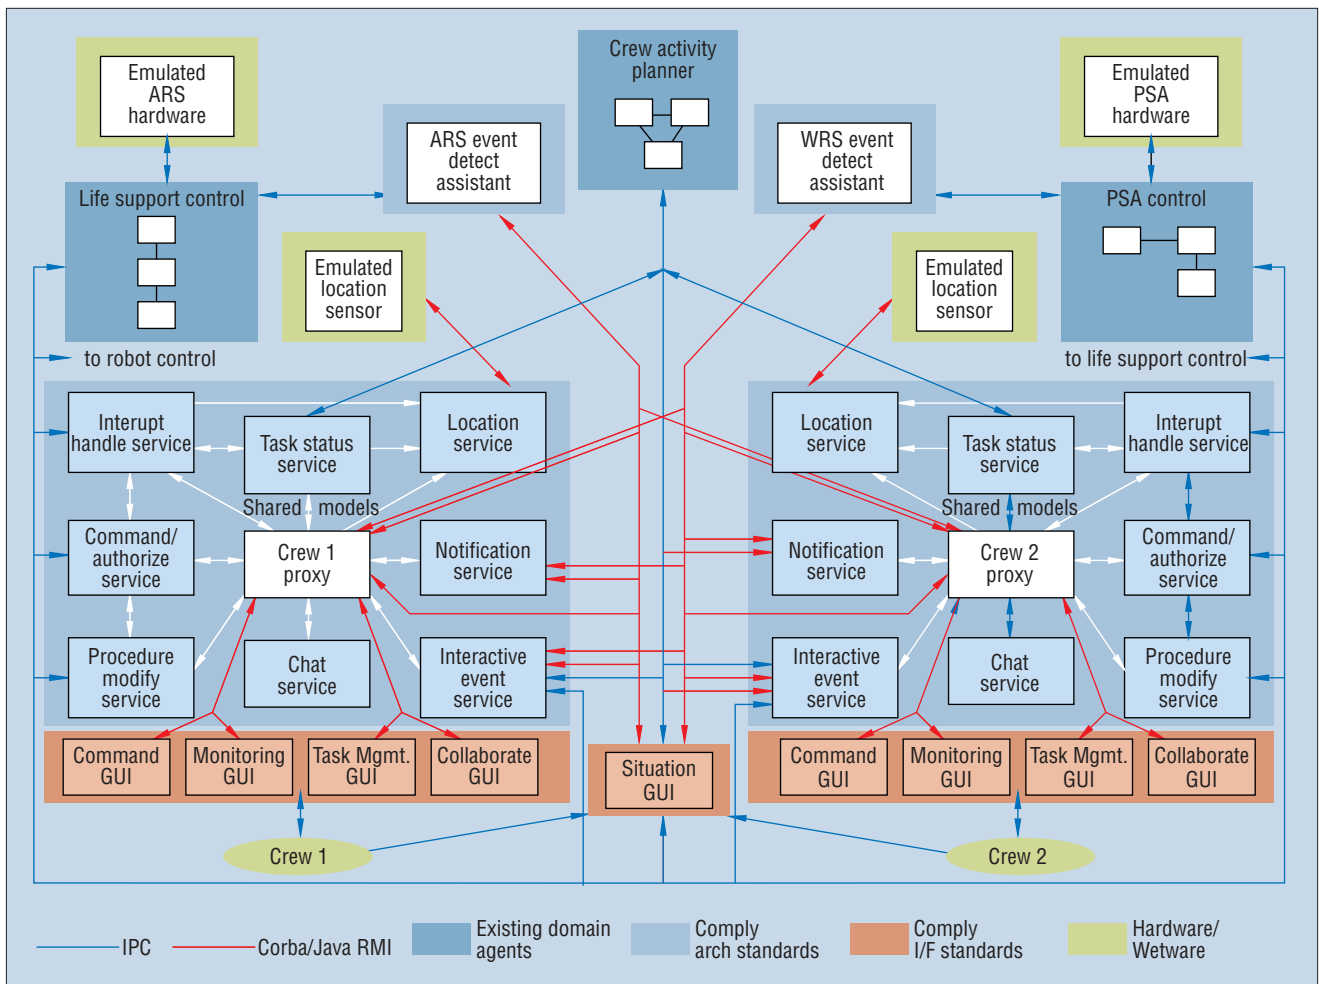 Emulated
ARS
hardware
Crew activity
planner
Emulated
PSA
hardware
ARS event
detect
assistant
WRS event
detect
assistant
Life support control
PSA control
Emulated
location
sensor
Emulated
location
sensor
to robot control
to life support control
Interupt
handle service
Task status
service
Location
service
Shared models
Command/
authorize
service
Crew 1
proxy
Notification
service
Procedure
modify
service
Chat
service
Interactive
event
service
Location
service
Task status
service
Interupt
handle service
Shared models
Notification
service
Crew 2
proxy
Command/
authorize
service
Interactive
event
service
Chat
service
Procedure
modify
service
Command
GUI
Monitoring
GUI
Task Mgmt.
GUI
Collaborate
GUI
Situation
GUI
Command
GUI
Monitoring
GUI
Task Mgmt.
GUI
Collaborate
GUI
Crew 1
Crew 2
IPC
Corba/Java RMI
Existing domain
agents
Comply
arch standards
Comply
I/F standards
Hardware/
Wetware